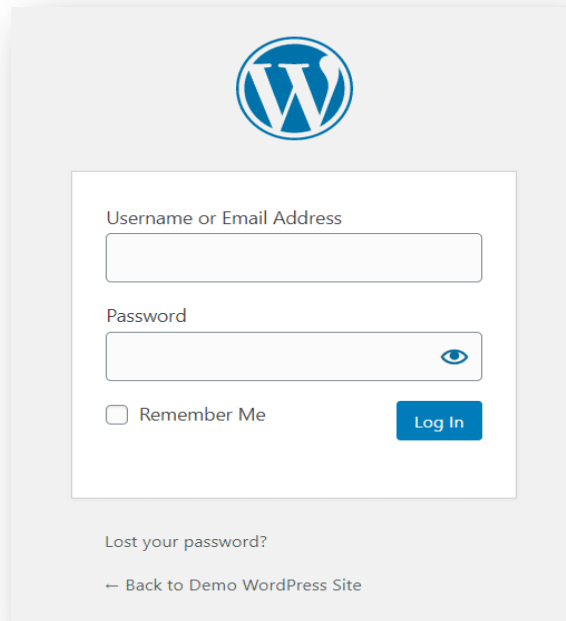 Username or Email Address
Password
Remember Me
Log In
Lost your password?
← Back to Demo WordPress Site